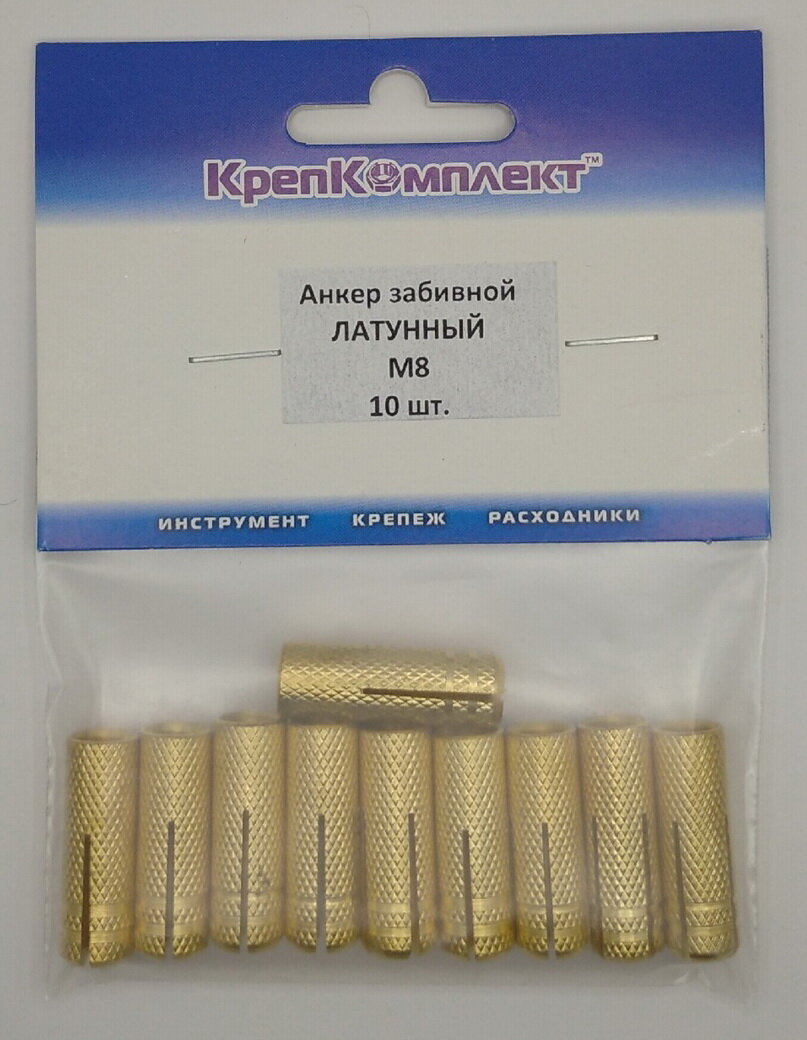 КрепКомплект™
Анкер забивной
ЛАТУННЫЙ
М8
10 шт.
ИНСТРУМЕНТ КРЕПЕЖ РАСХОДНИКИ